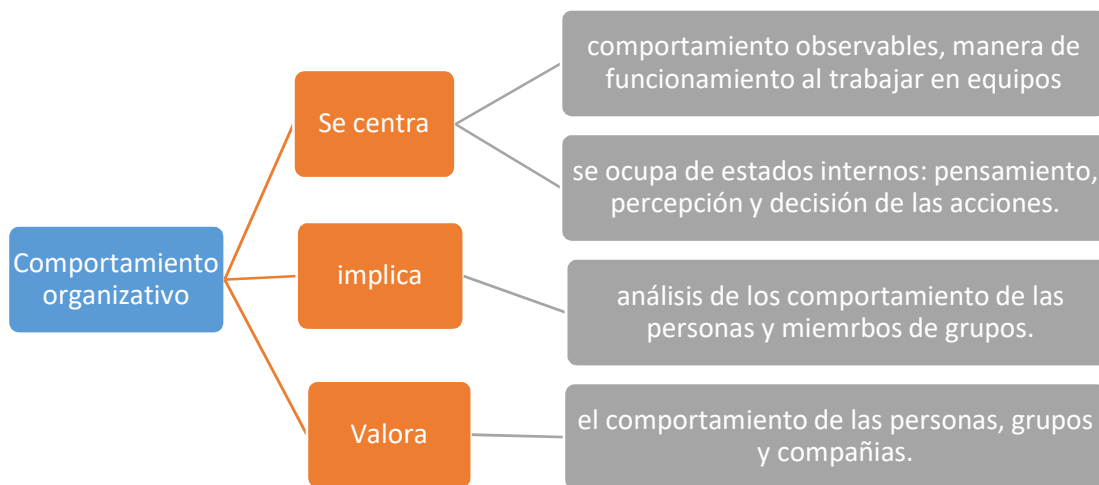 Comportamiento
organizativo
Se centra
comportamiento observables, manera de
funcionamiento al trabajar en equipos
se ocupa de estados internos: pensamiento,
percepción y decisión de las acciones.
implica
análisis de los comportamiento de las
personas y miemrbos de grupos.
Valora
el comportamiento de las personas, grupos
y compañias.